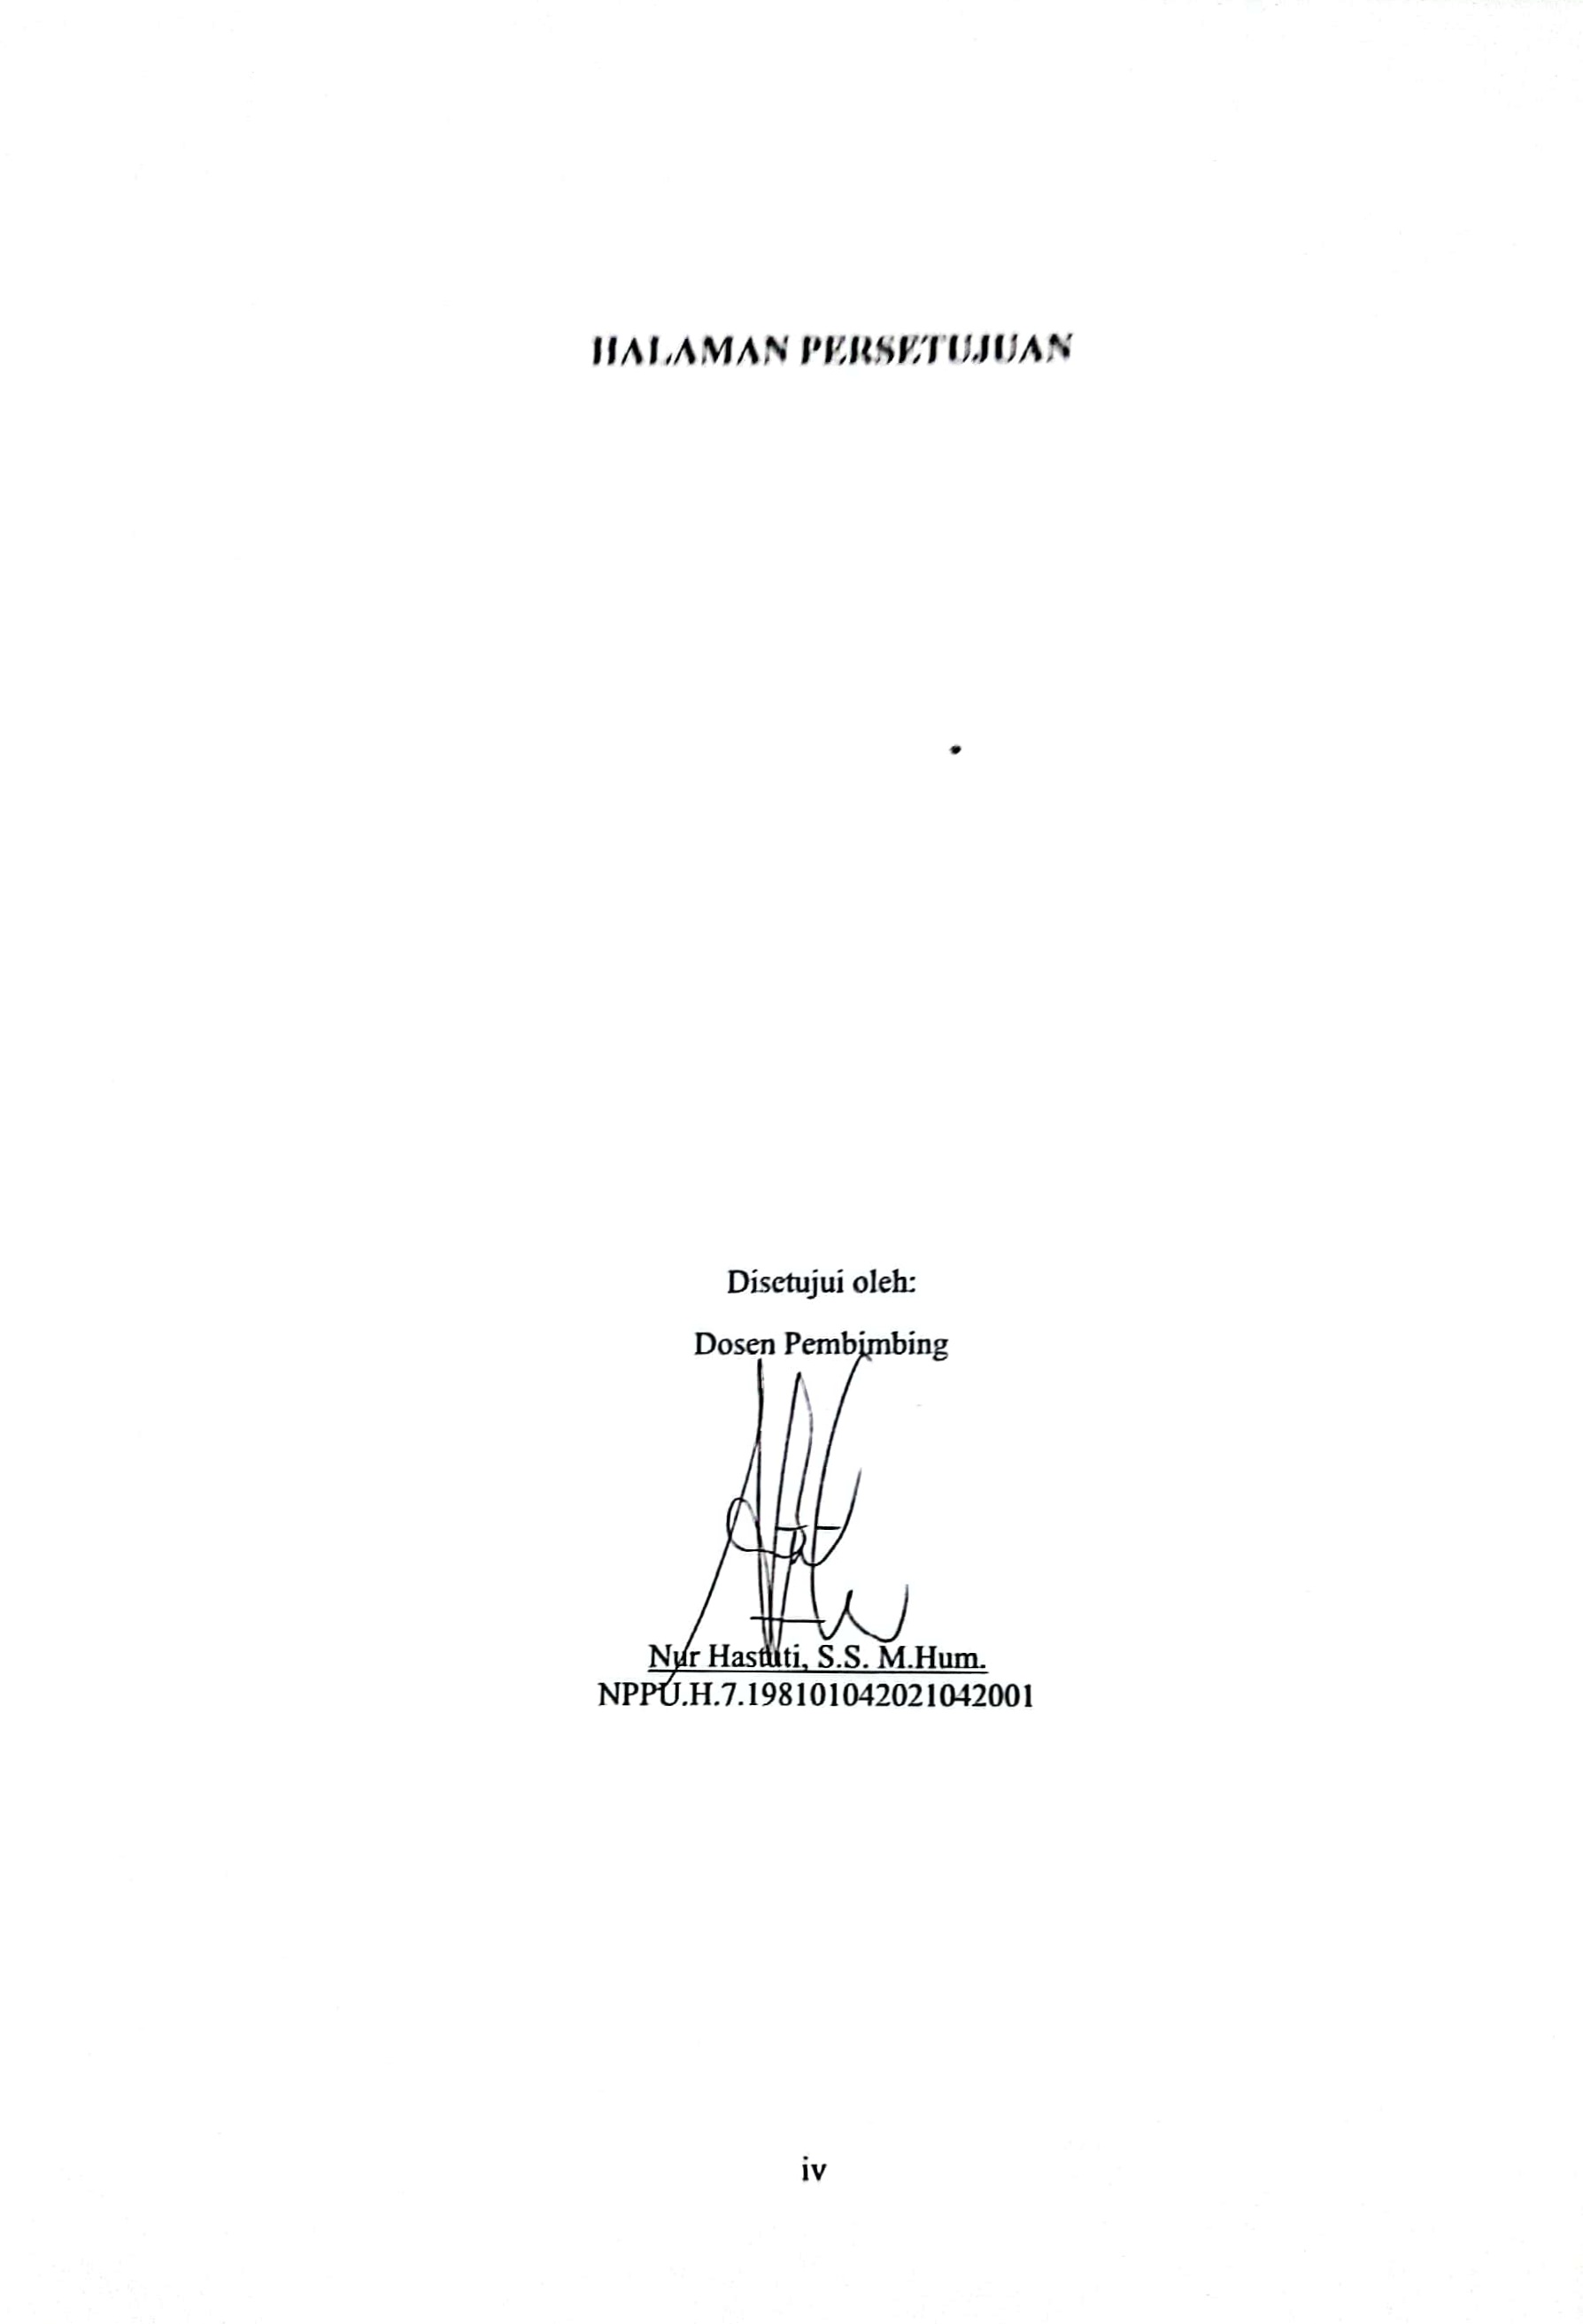 HALAMAN PERSETUJUAN
Disetujui oleh:
Dosen Pembimbing
Nur Hastuti, S.S. M.Hum.
NPPU.H.7.198101042021042001
iv